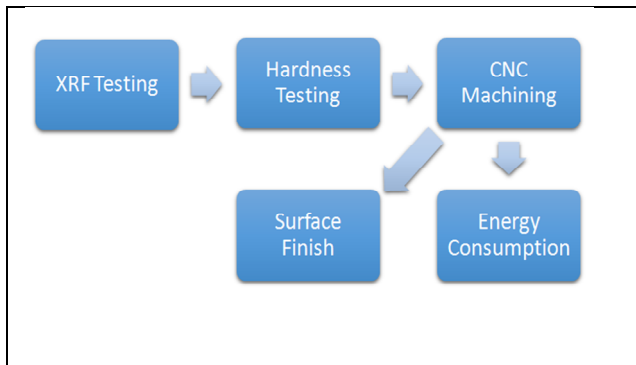 XRF Testing
Hardness
Testing
CNC
Machining
Surface
Finish
Energy
Consumption